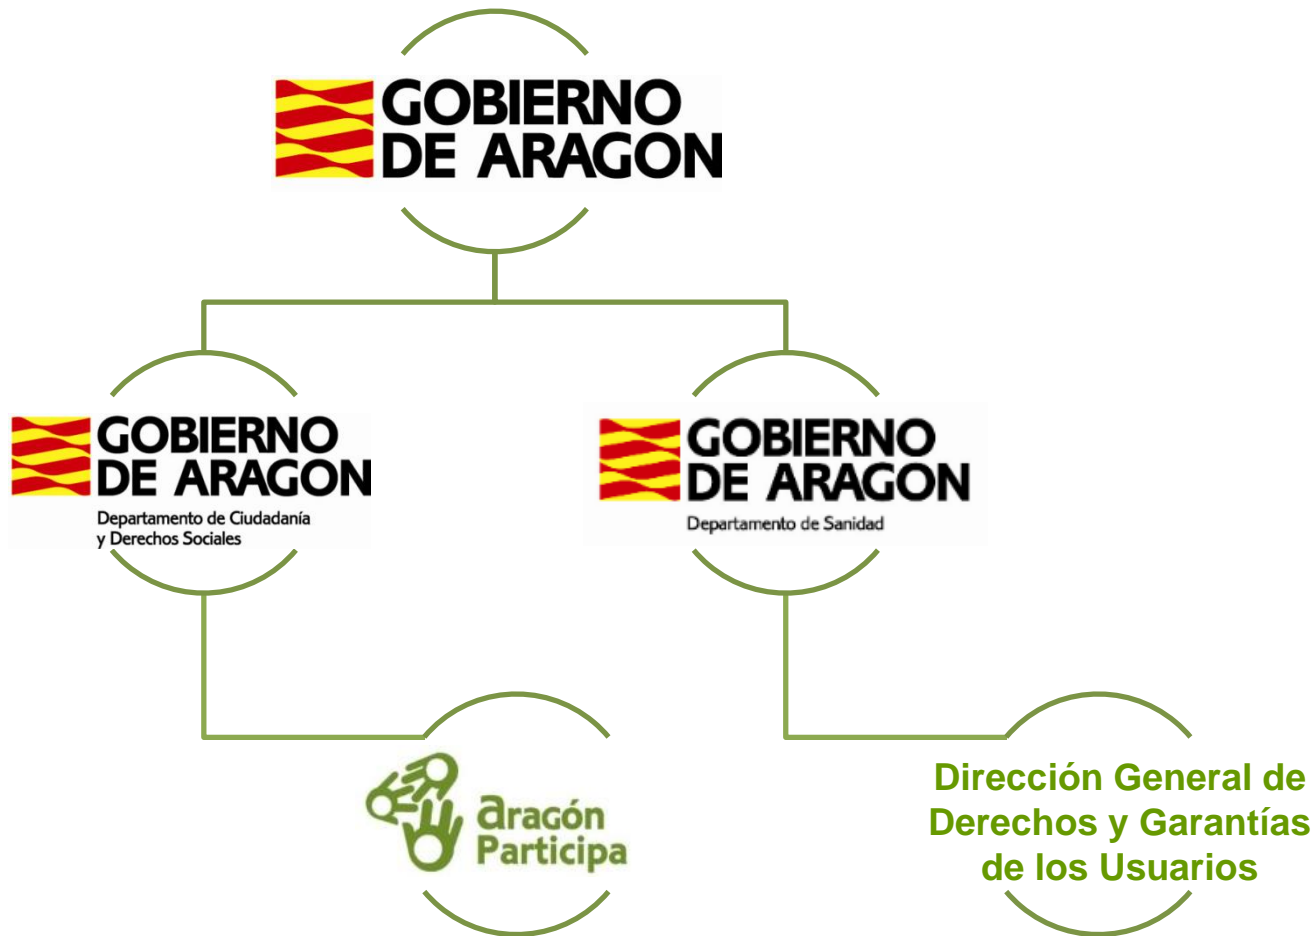 GOBIERNO
DE ARAGON
GOBIERNO
DE ARAGON
Departamento de Ciudadanía
y Derechos Sociales
GOBIERNO
DE ARAGON
Departamento de Sanidad
aragón
Participa
Dirección General de
Derechos y Garantías
de los Usuarios